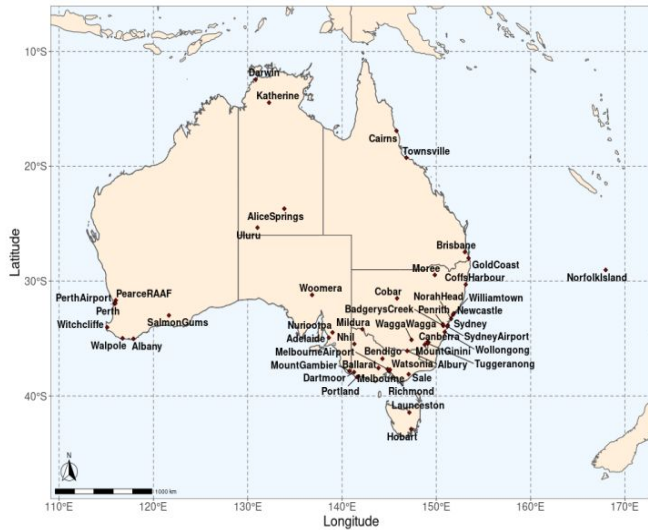 10°S
Darwin
Katherine
Cairns
Townsville
20°S
AliceSprings
Uluru
Brisbane
GoldCoast
Moree
CoffsHarbour
NorfolkIsland
30°S
Woomera
Cobar
NorahHead
Williamtown
PearceRAAF
PerthAirport
Perth
BadgerysCreek
Penrith
Newcastle
Witchcliffe
SalmonGums
Nuriootpa
Mildura
WaggaWagga
Sydney
Walpole
Albany
Adelaide
Nhil
Canberra
SydneyAirport
MelbourneAirport
Bendigo
MountGinini
Wollongong
MountGambier
Ballarat
Watsonia
Albury
Tuggeranong
Dartmoor
Melbourne
Sale
Portland
Richmond
40°S
Launceston
Hobart
N
1000 km
110°E
120°E
130°E
140°E
150°E
160°E
170°E
Longitude
Latitude